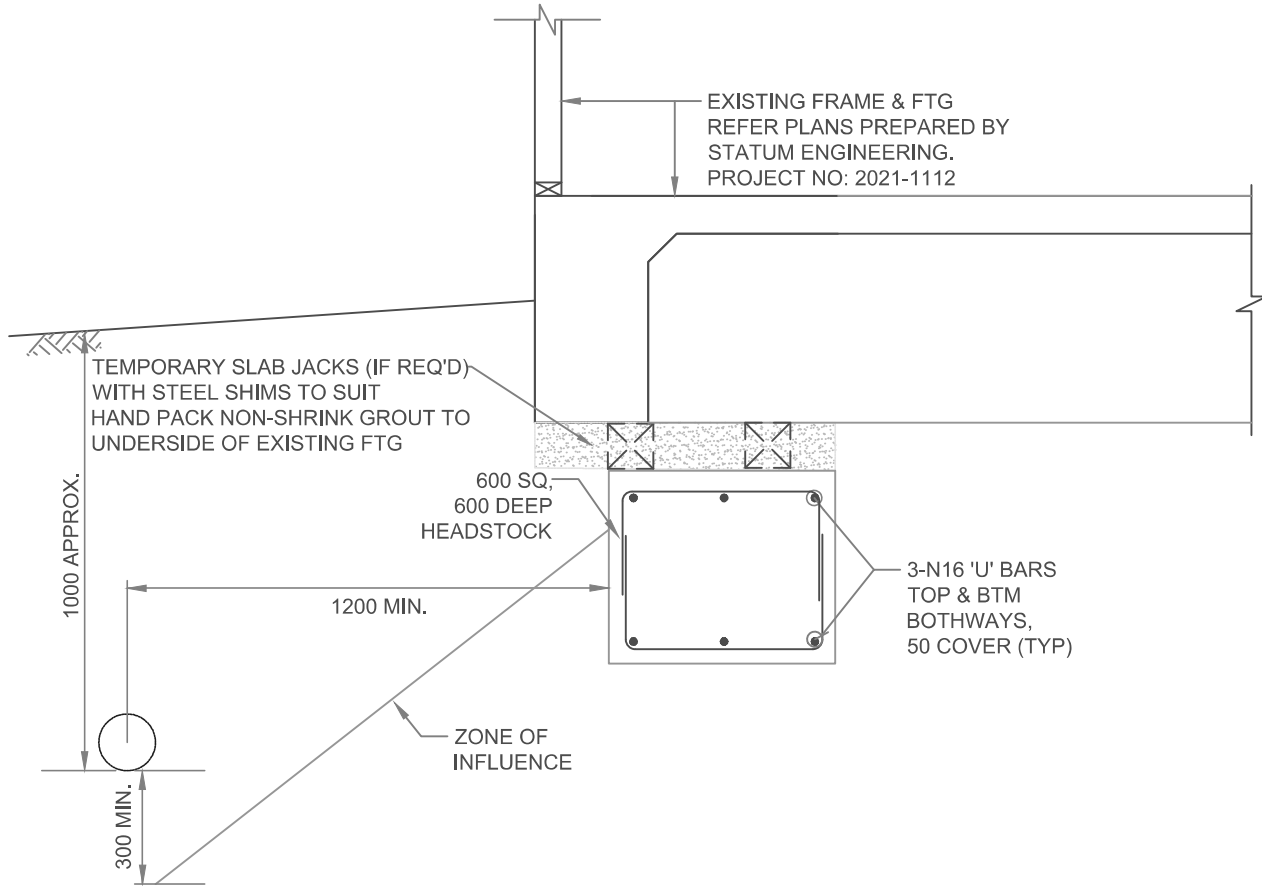 EXISTING FRAME & FTG
REFER PLANS PREPARED BY
STATUM ENGINEERING.
PROJECT NO: 2021-1112
TEMPORARY SLAB JACKS (IF REQ'D)
WITH STEEL SHIMS TO SUIT
HAND PACK NON-SHRINK GROUT TO
UNDERSIDE OF EXISTING FTG
600 SQ,
600 DEEP
HEADSTOCK
1000 APPROX.
1200 MIN.
3-N16 'U' BARS
TOP & BTM
BOTHWAYS,
50 COVER (TYP)
ZONE OF
INFLUENCE
300 MIN.